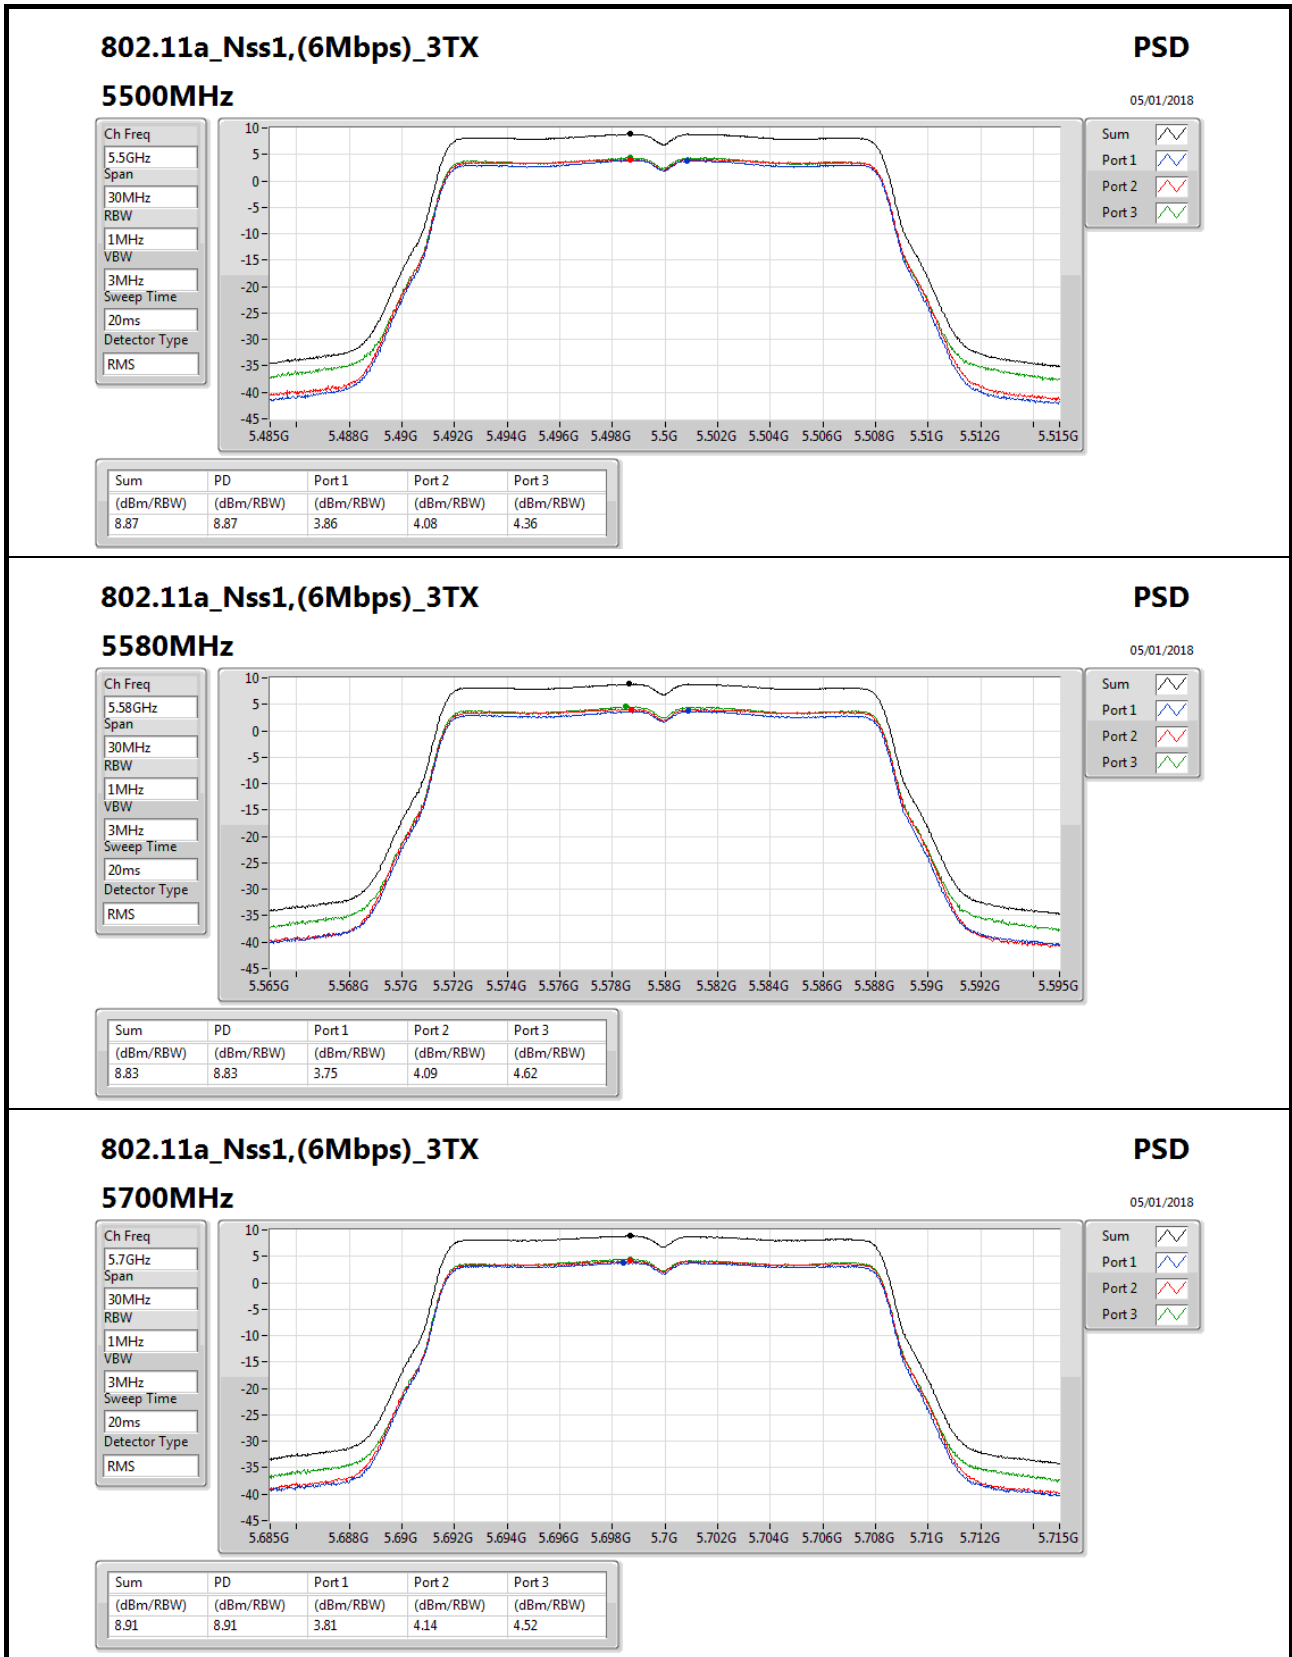 802.11a_Nss1,(6Mbps)_3TX PSD
5500MHz 05/01/2018
Ch Freq
5.5GHz
Span
30MHz
RBW
1MHz
VBW
3MHz
Sweep Time
20ms
Detector Type
RMS
10
5
0
-5
-10
-15
-20
-25
-30
-35
-40
-45
5.485G 5.488G 5.49G 5.492G 5.494G 5.496G 5.498G 5.5G 5.502G 5.504G 5.506G 5.508G 5.51G 5.512G 5.515G
Sum
Port 1
Port 2
Port 3
Sum PD Port 1 Port 2 Port 3
(dBm/RBW) (dBm/RBW) (dBm/RBW) (dBm/RBW) (dBm/RBW)
8.87 8.87 3.86 4.08 4.36
802.11a_Nss1,(6Mbps)_3TX PSD
5580MHz 05/01/2018
Ch Freq
5.58GHz
Span
30MHz
RBW
1MHz
VBW
3MHz
Sweep Time
20ms
Detector Type
RMS
10
5
0
-5
-10
-15
-20
-25
-30
-35
-40
-45
5.565G 5.568G 5.57G 5.572G 5.574G 5.576G 5.578G 5.58G 5.582G 5.584G 5.586G 5.588G 5.59G 5.592G 5.595G
Sum
Port 1
Port 2
Port 3
Sum PD Port 1 Port 2 Port 3
(dBm/RBW) (dBm/RBW) (dBm/RBW) (dBm/RBW) (dBm/RBW)
8.83 8.83 3.75 4.09 4.62
802.11a_Nss1,(6Mbps)_3TX PSD
5700MHz 05/01/2018
Ch Freq
5.7GHz
Span
30MHz
RBW
1MHz
VBW
3MHz
Sweep Time
20ms
Detector Type
RMS
10
5
0
-5
-10
-15
-20
-25
-30
-35
-40
-45
5.685G 5.688G 5.69G 5.692G 5.694G 5.696G 5.698G 5.7G 5.702G 5.704G 5.706G 5.708G 5.71G 5.712G 5.715G
Sum
Port 1
Port 2
Port 3
Sum PD Port 1 Port 2 Port 3
(dBm/RBW) (dBm/RBW) (dBm/RBW) (dBm/RBW) (dBm/RBW)
8.91 8.91 3.81 4.14 4.52